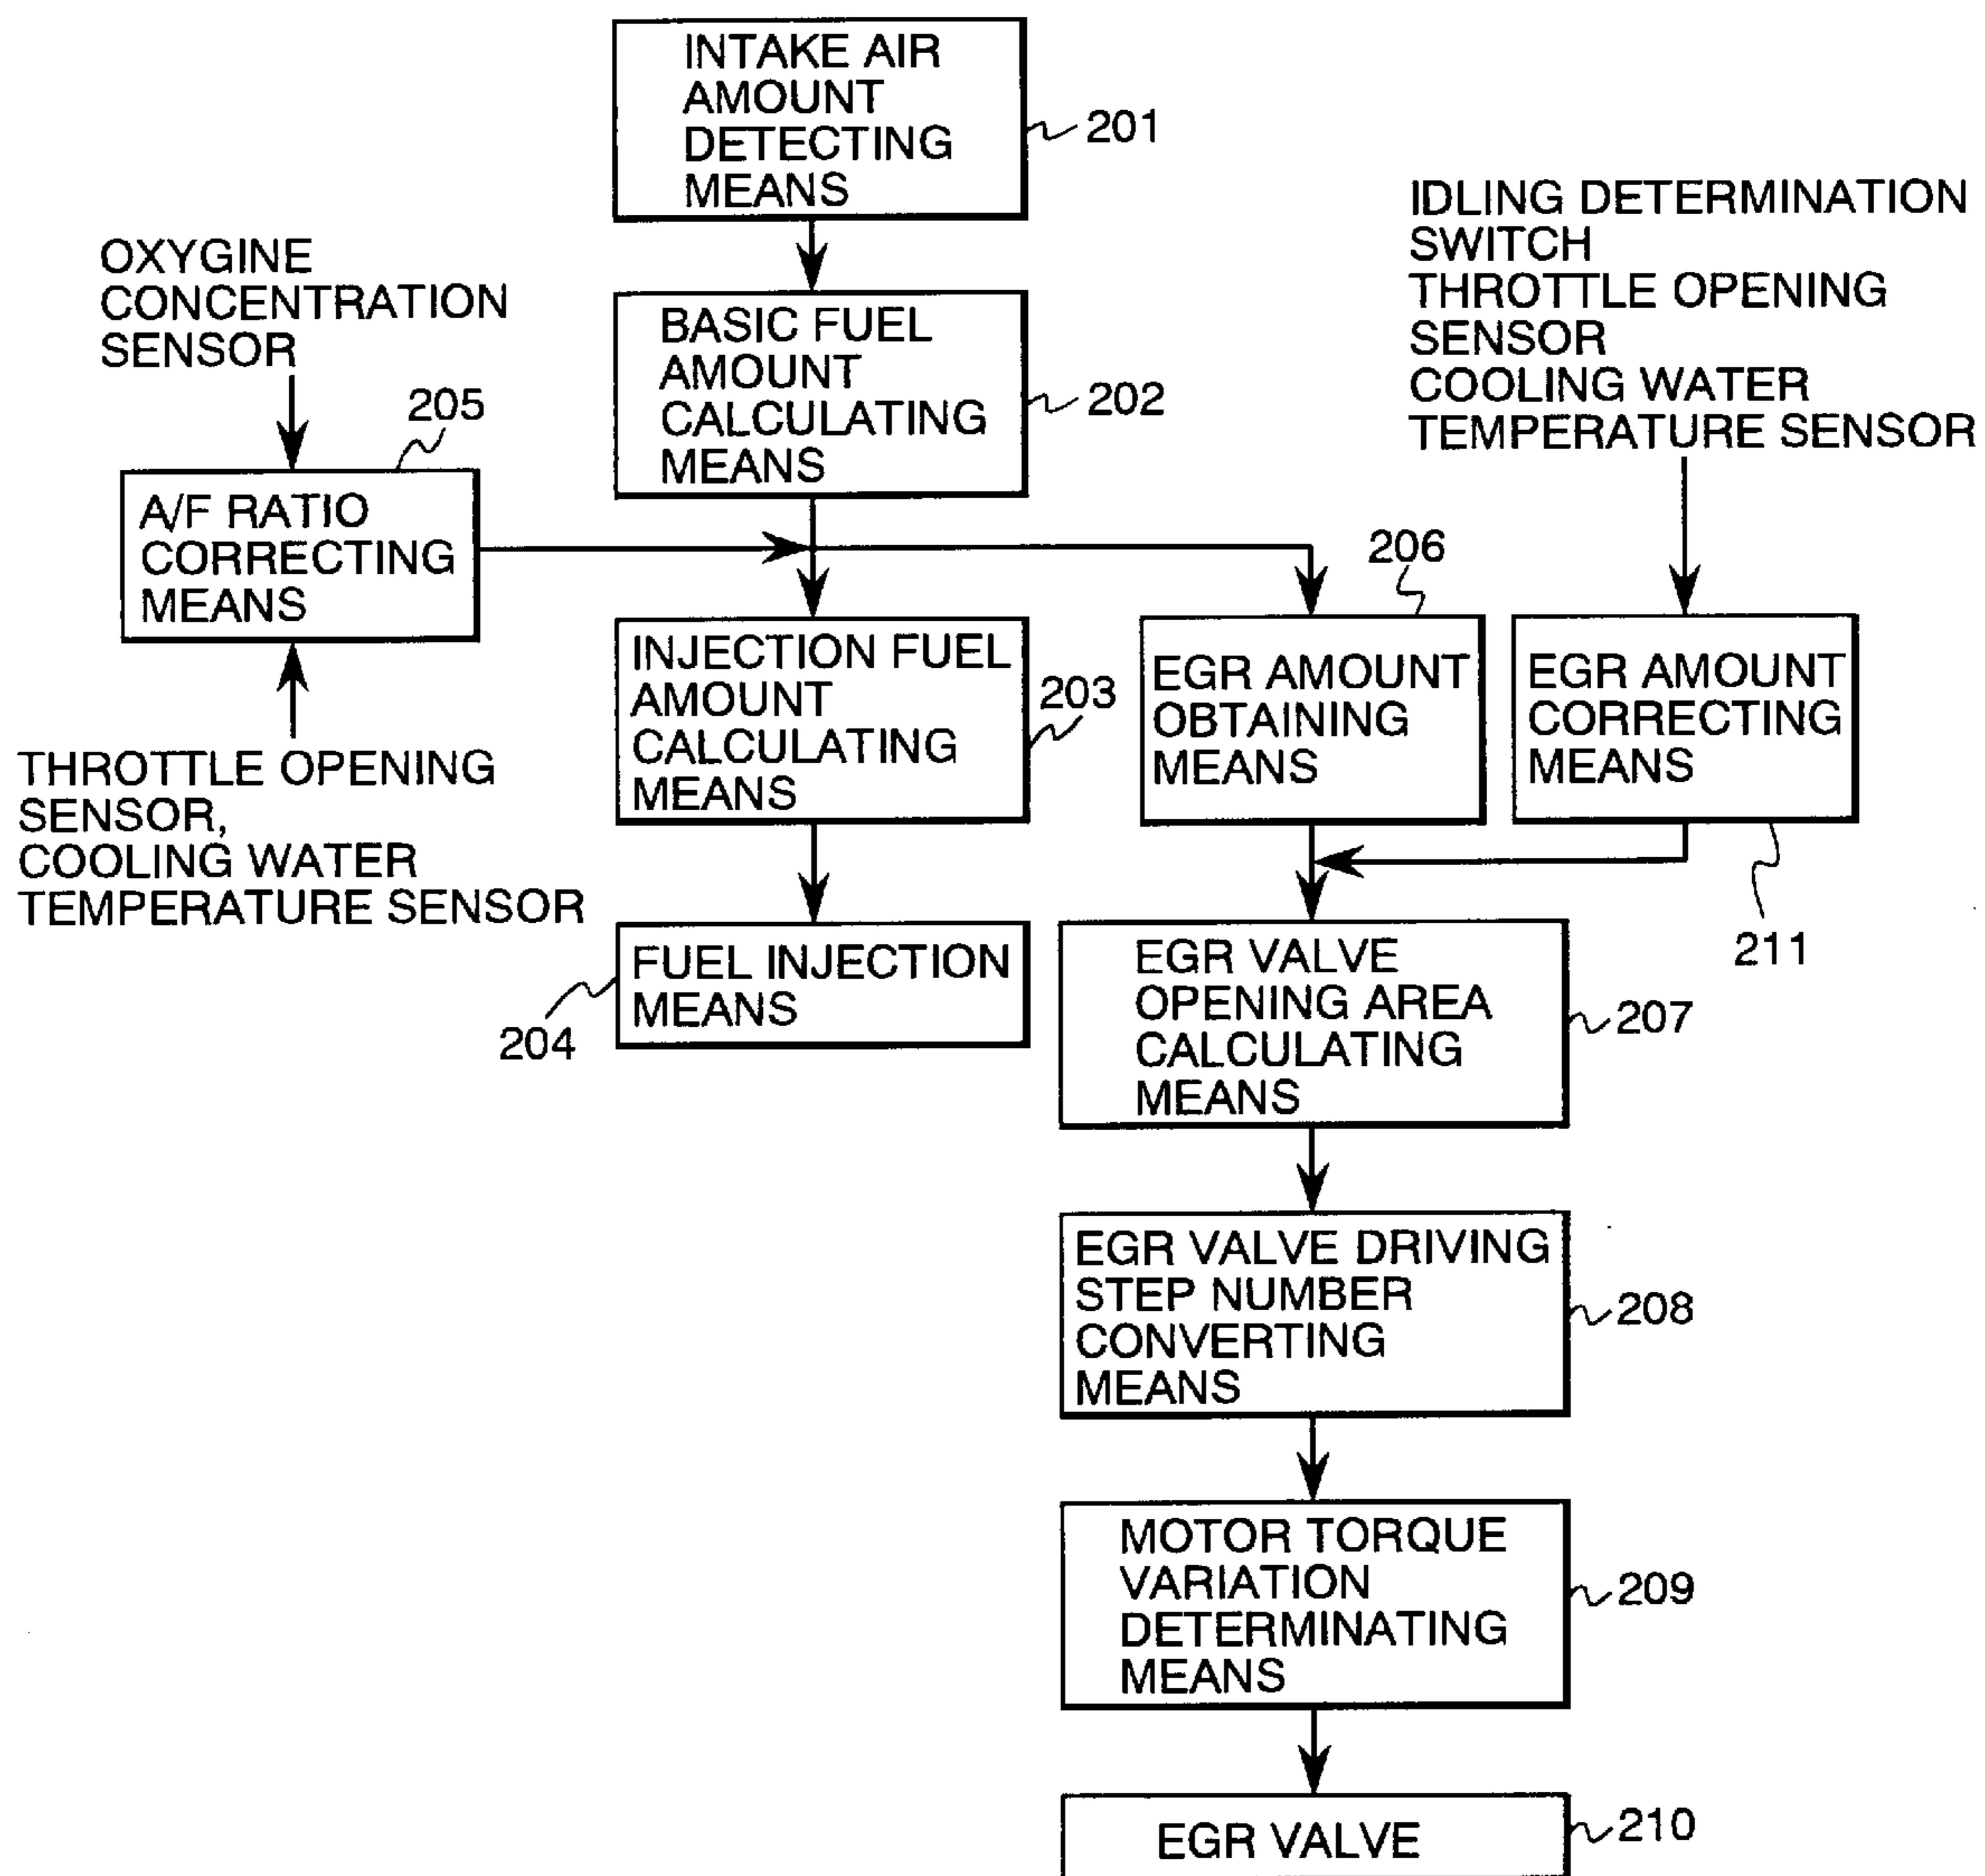 INTAKE AIR
AMOUNT
DETECTING
MEANS
201
OXYGINE
CONCENTRATION
SENSOR
IDLING DETERMINATION
SWITCH
THROTTLE OPENING
SENSOR
COOLING WATER
TEMPERATURE SENSOR
BASIC FUEL
AMOUNT
CALCULATING
MEANS
202
205
A/F RATIO
CORRECTING
MEANS
THROTTLE OPENING
SENSOR,
COOLING WATER
TEMPERATURE SENSOR
INJECTION FUEL
AMOUNT
CALCULATING
MEANS
203
206
EGR AMOUNT
OBTAINING
MEANS
EGR AMOUNT
CORRECTING
MEANS
211
FUEL INJECTION
MEANS
204
EGR VALVE
OPENING AREA
CALCULATING
MEANS
207
EGR VALVE DRIVING
STEP NUMBER
CONVERTING
MEANS
208
MOTOR TORQUE
VARIATION
DETERMINATING
MEANS
209
EGR VALVE
210